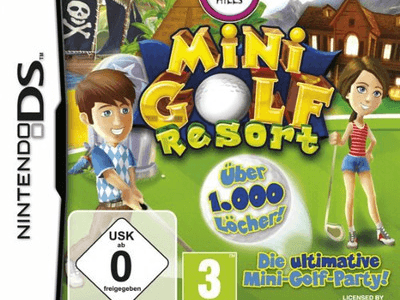 HILLS
MiNi
GOLF
Resort
NINTENDO DS
Über
1.000
Löcher!
USK
ab
0
freigegeben
3
Die ultimative
Mini-Golf-Party!
LICENSED BY